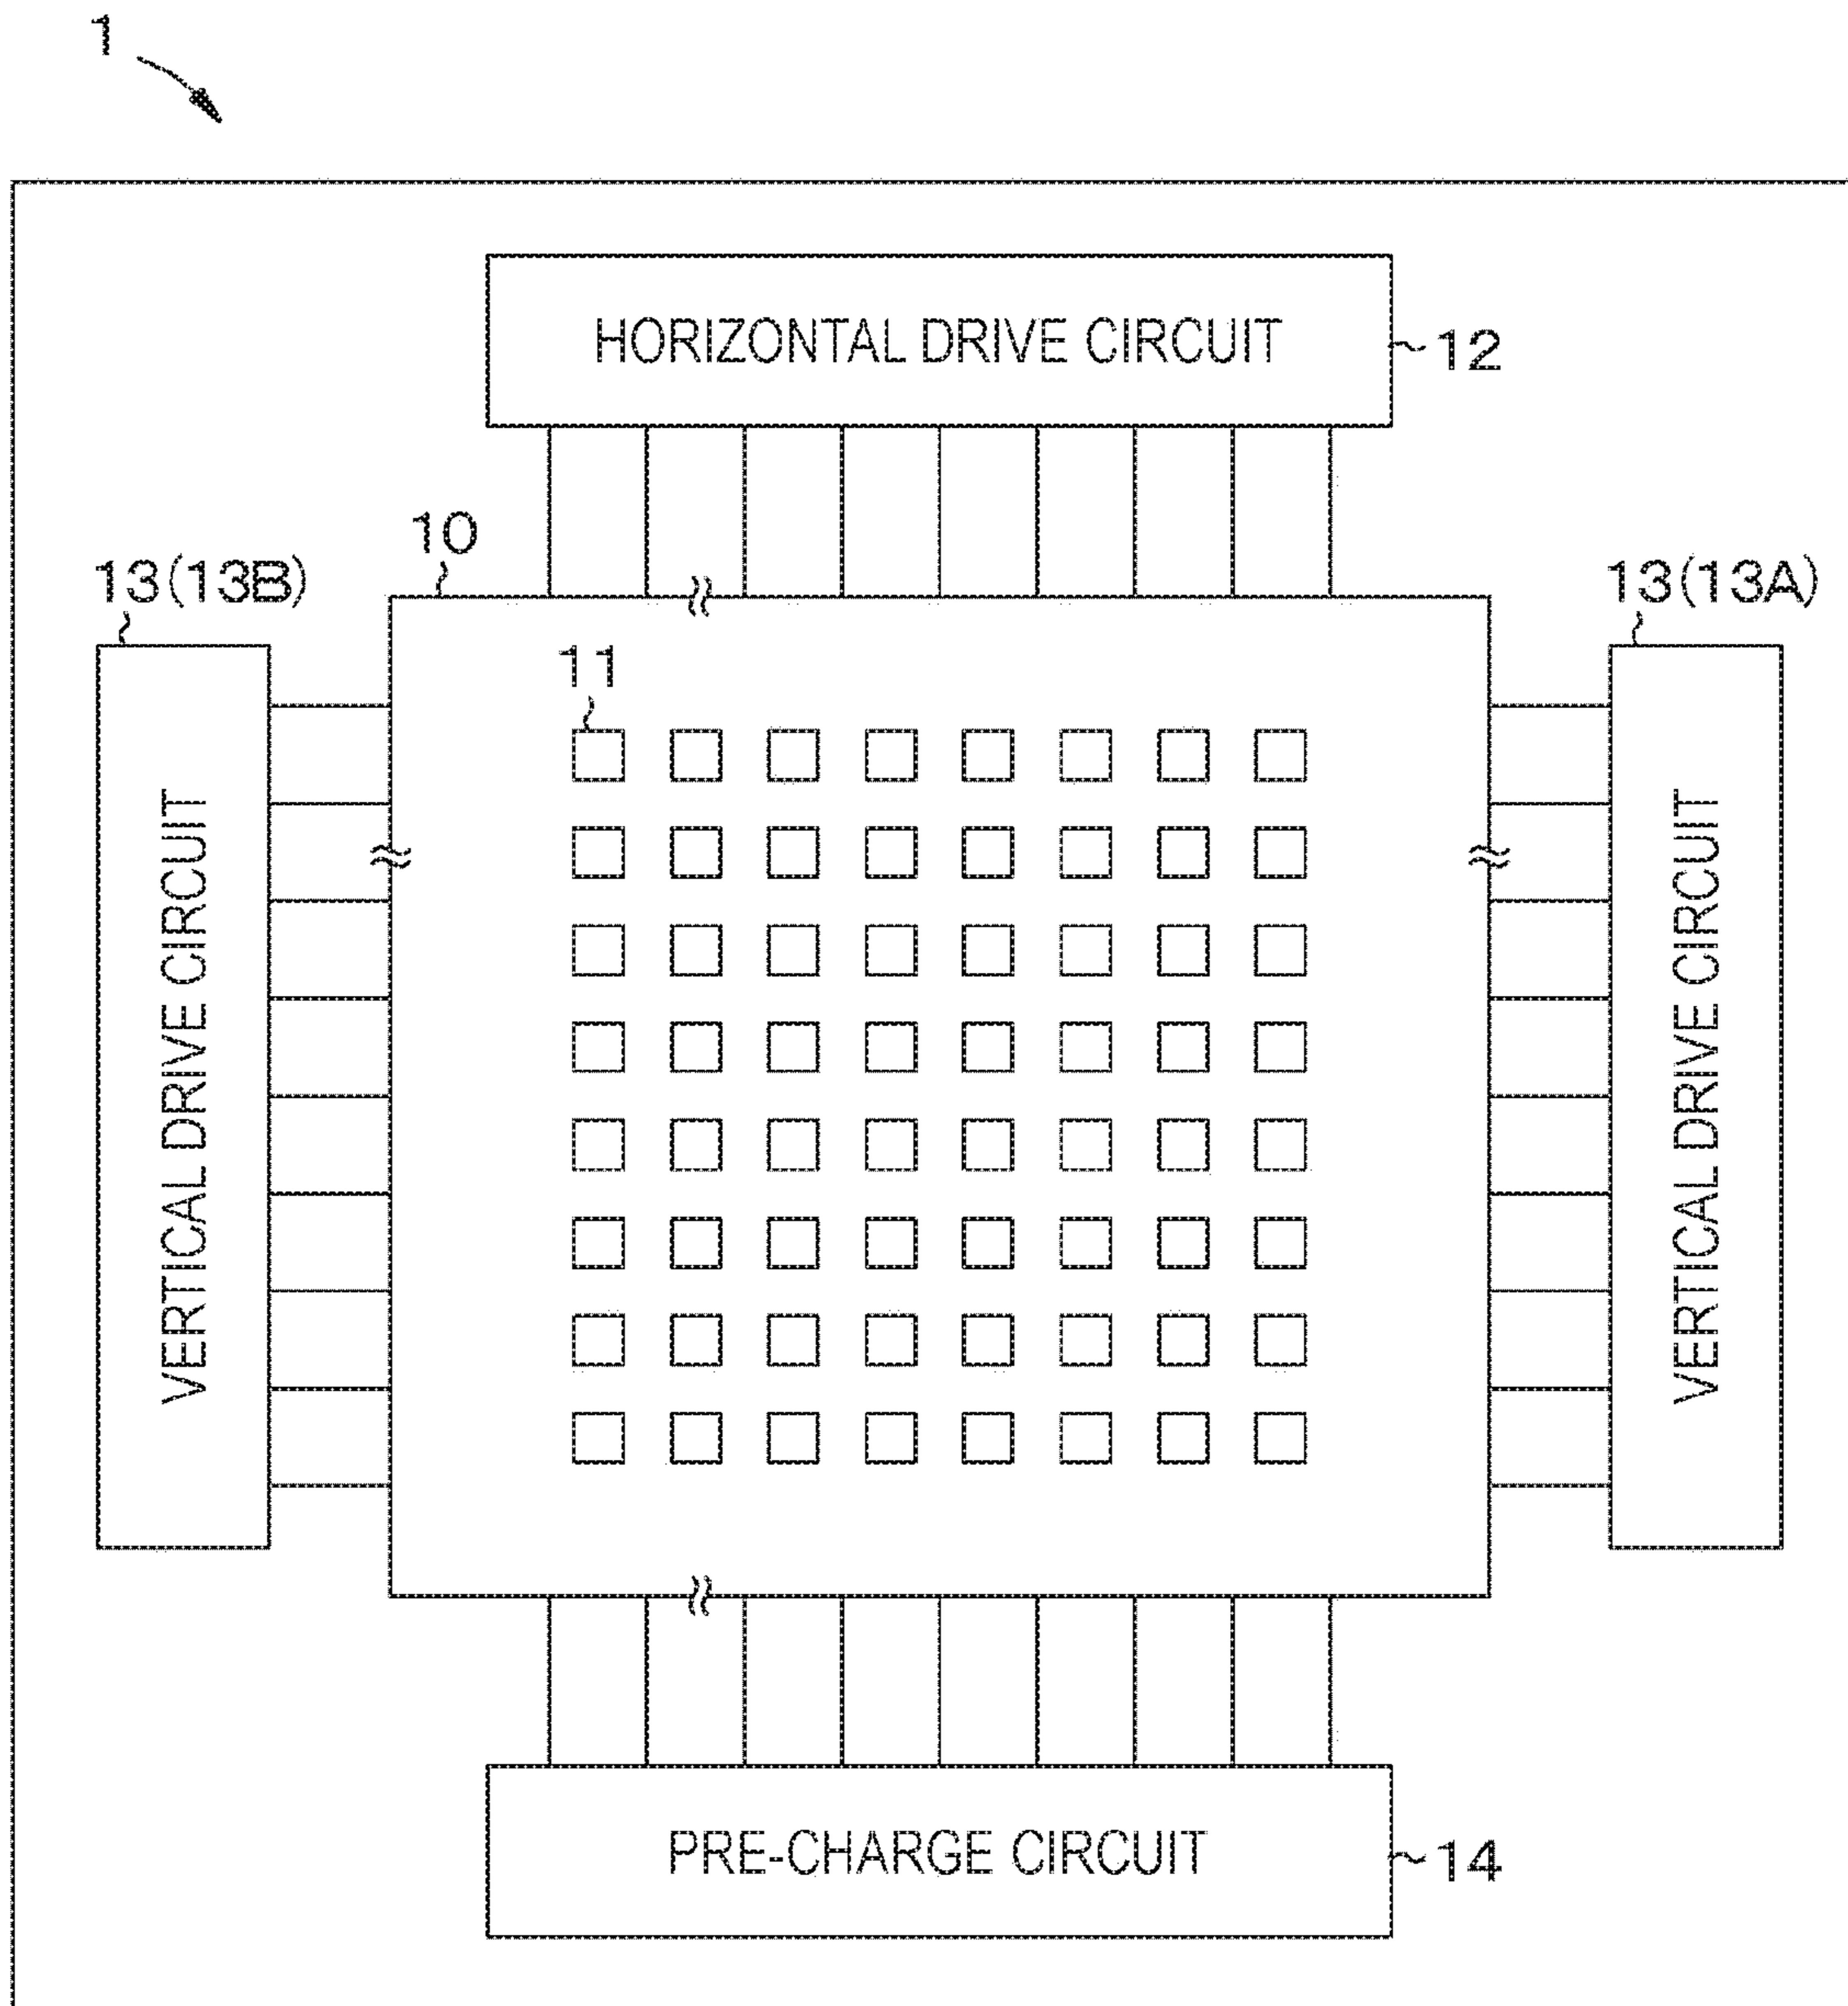 1
HORIZONTAL DRIVE CIRCUIT
12
10
13(13B)
13(13A)
11
VERTICAL DRIVE CIRCUIT
VERTICAL DRIVE CIRCUIT
PRE-CHARGE CIRCUIT
14